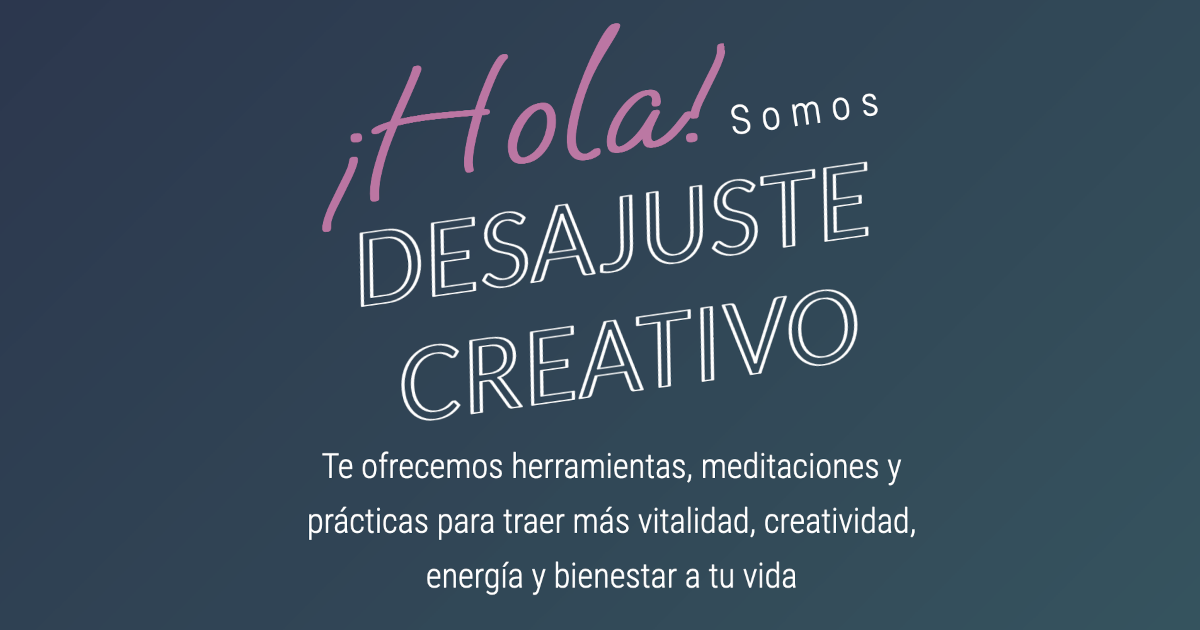 ¡Hola! Somos
DESAJUSTE
CREATIVO
Te ofrecemos herramientas, meditaciones y
prácticas para traer más vitalidad, creatividad,
energía y bienestar a tu vida